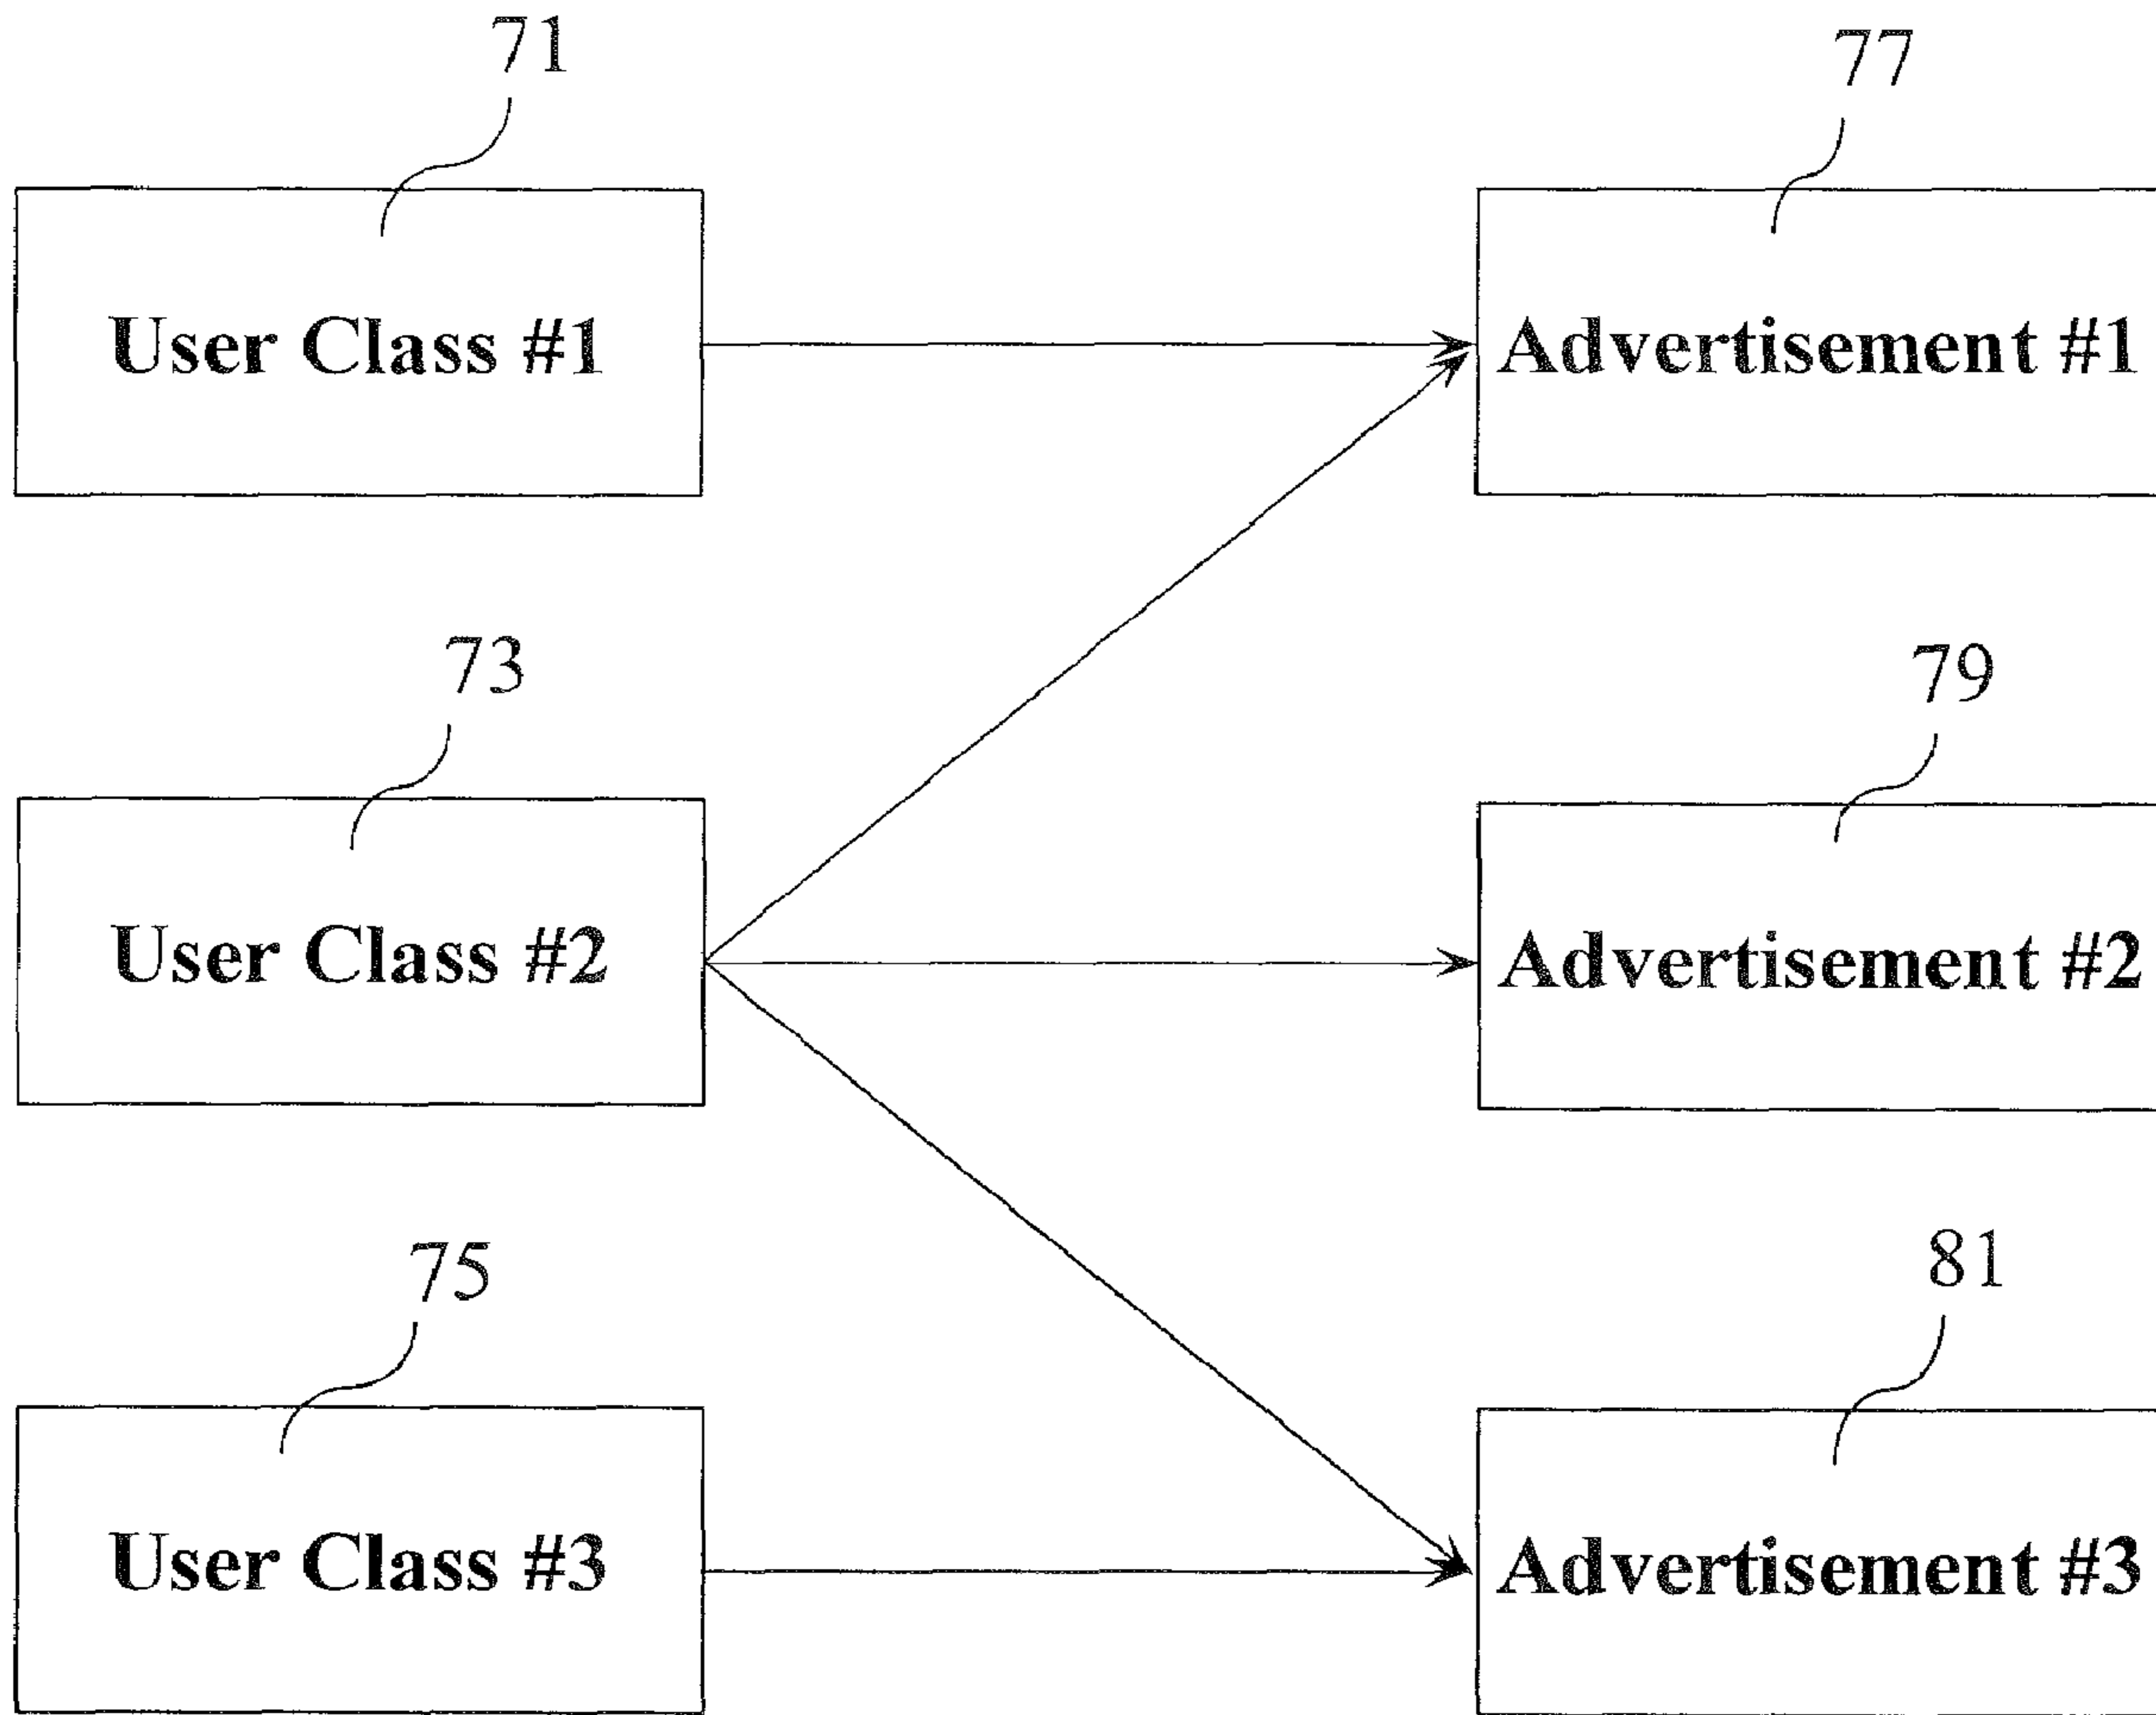 71
77
User Class #1
Advertisement #1
73
79
User Class #2
Advertisement #2
75
81
User Class #3
Advertisement #3